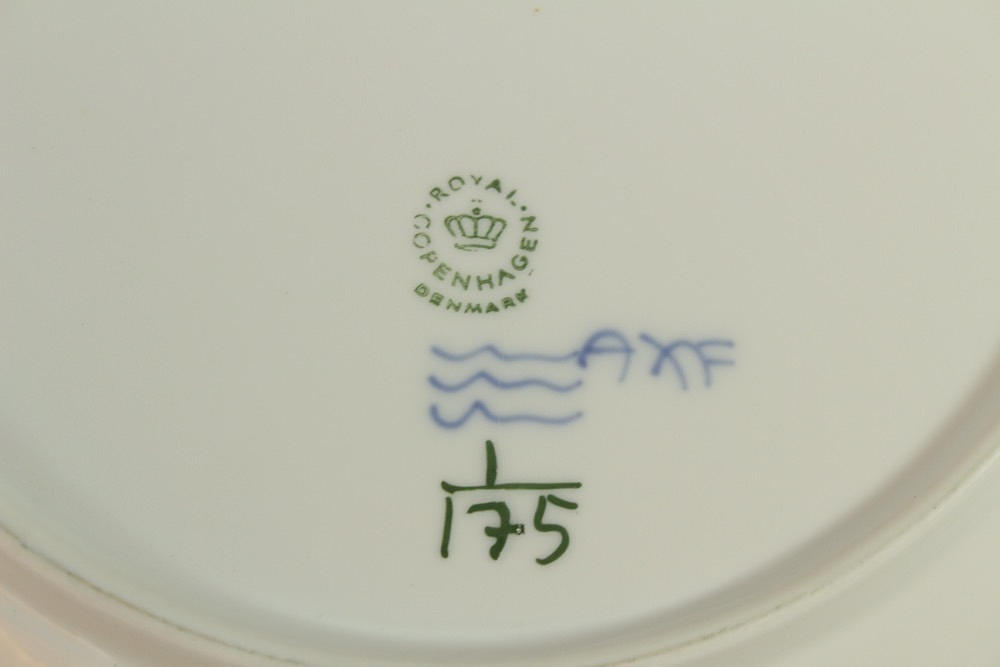 ROYAL
COPENHAGEN
DENMARK
AXF
1
175